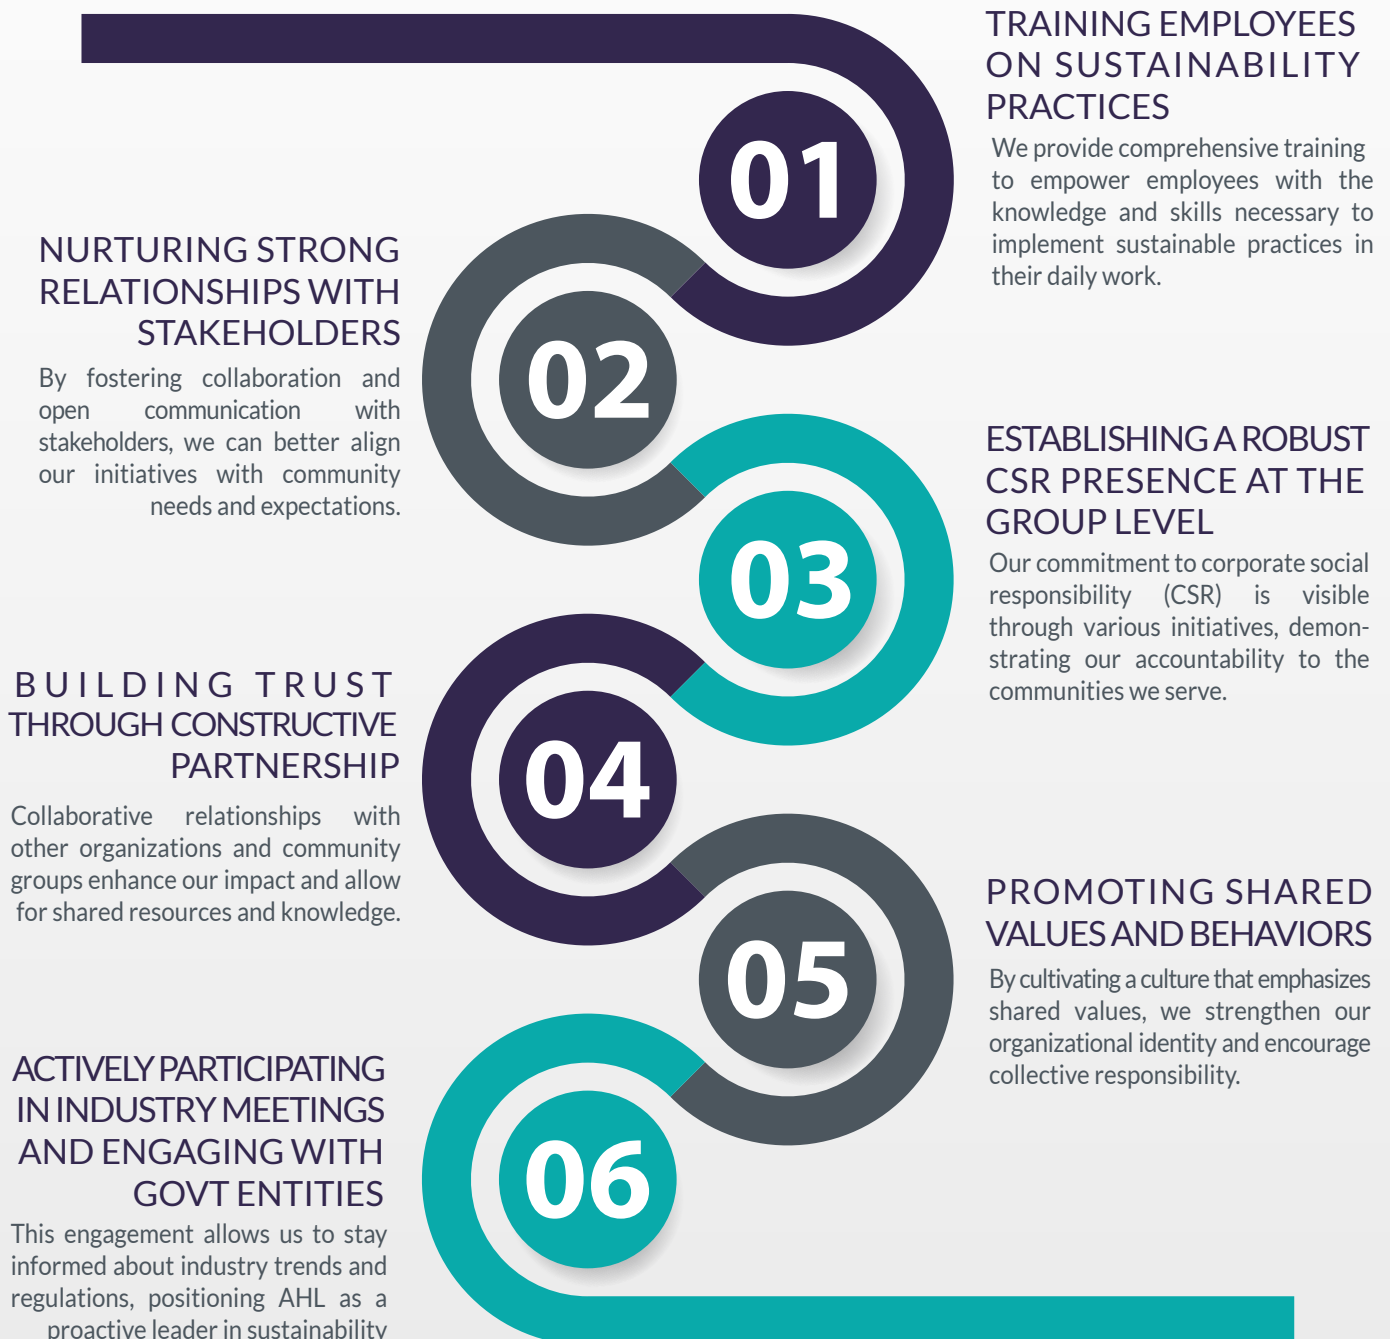 TRAINING EMPLOYEES
ON SUSTAINABILITY
PRACTICES
We provide comprehensive training
to empower employees with the
knowledge and skills necessary to
implement sustainable practices in
their daily work.
01
NURTURING STRONG
RELATIONSHIPS WITH
STAKEHOLDERS
By fostering collaboration and
open communication with
stakeholders, we can better align
our initiatives with community
needs and expectations.
02
ESTABLISHING A ROBUST
CSR PRESENCE AT THE
GROUP LEVEL
Our commitment to corporate social
responsibility (CSR) is visible
through various initiatives, demon-
strating our accountability to the
communities we serve.
03
BUILDING TRUST
THROUGH CONSTRUCTIVE
PARTNERSHIP
Collaborative relationships with
other organizations and community
groups enhance our impact and allow
for shared resources and knowledge.
04
PROMOTING SHARED
VALUES AND BEHAVIORS
By cultivating a culture that emphasizes
shared values, we strengthen our
organizational identity and encourage
collective responsibility.
05
ACTIVELY PARTICIPATING
IN INDUSTRY MEETINGS
AND ENGAGING WITH
GOVT ENTITIES
This engagement allows us to stay
informed about industry trends and
regulations, positioning AHL as a
proactive leader in sustainability
06